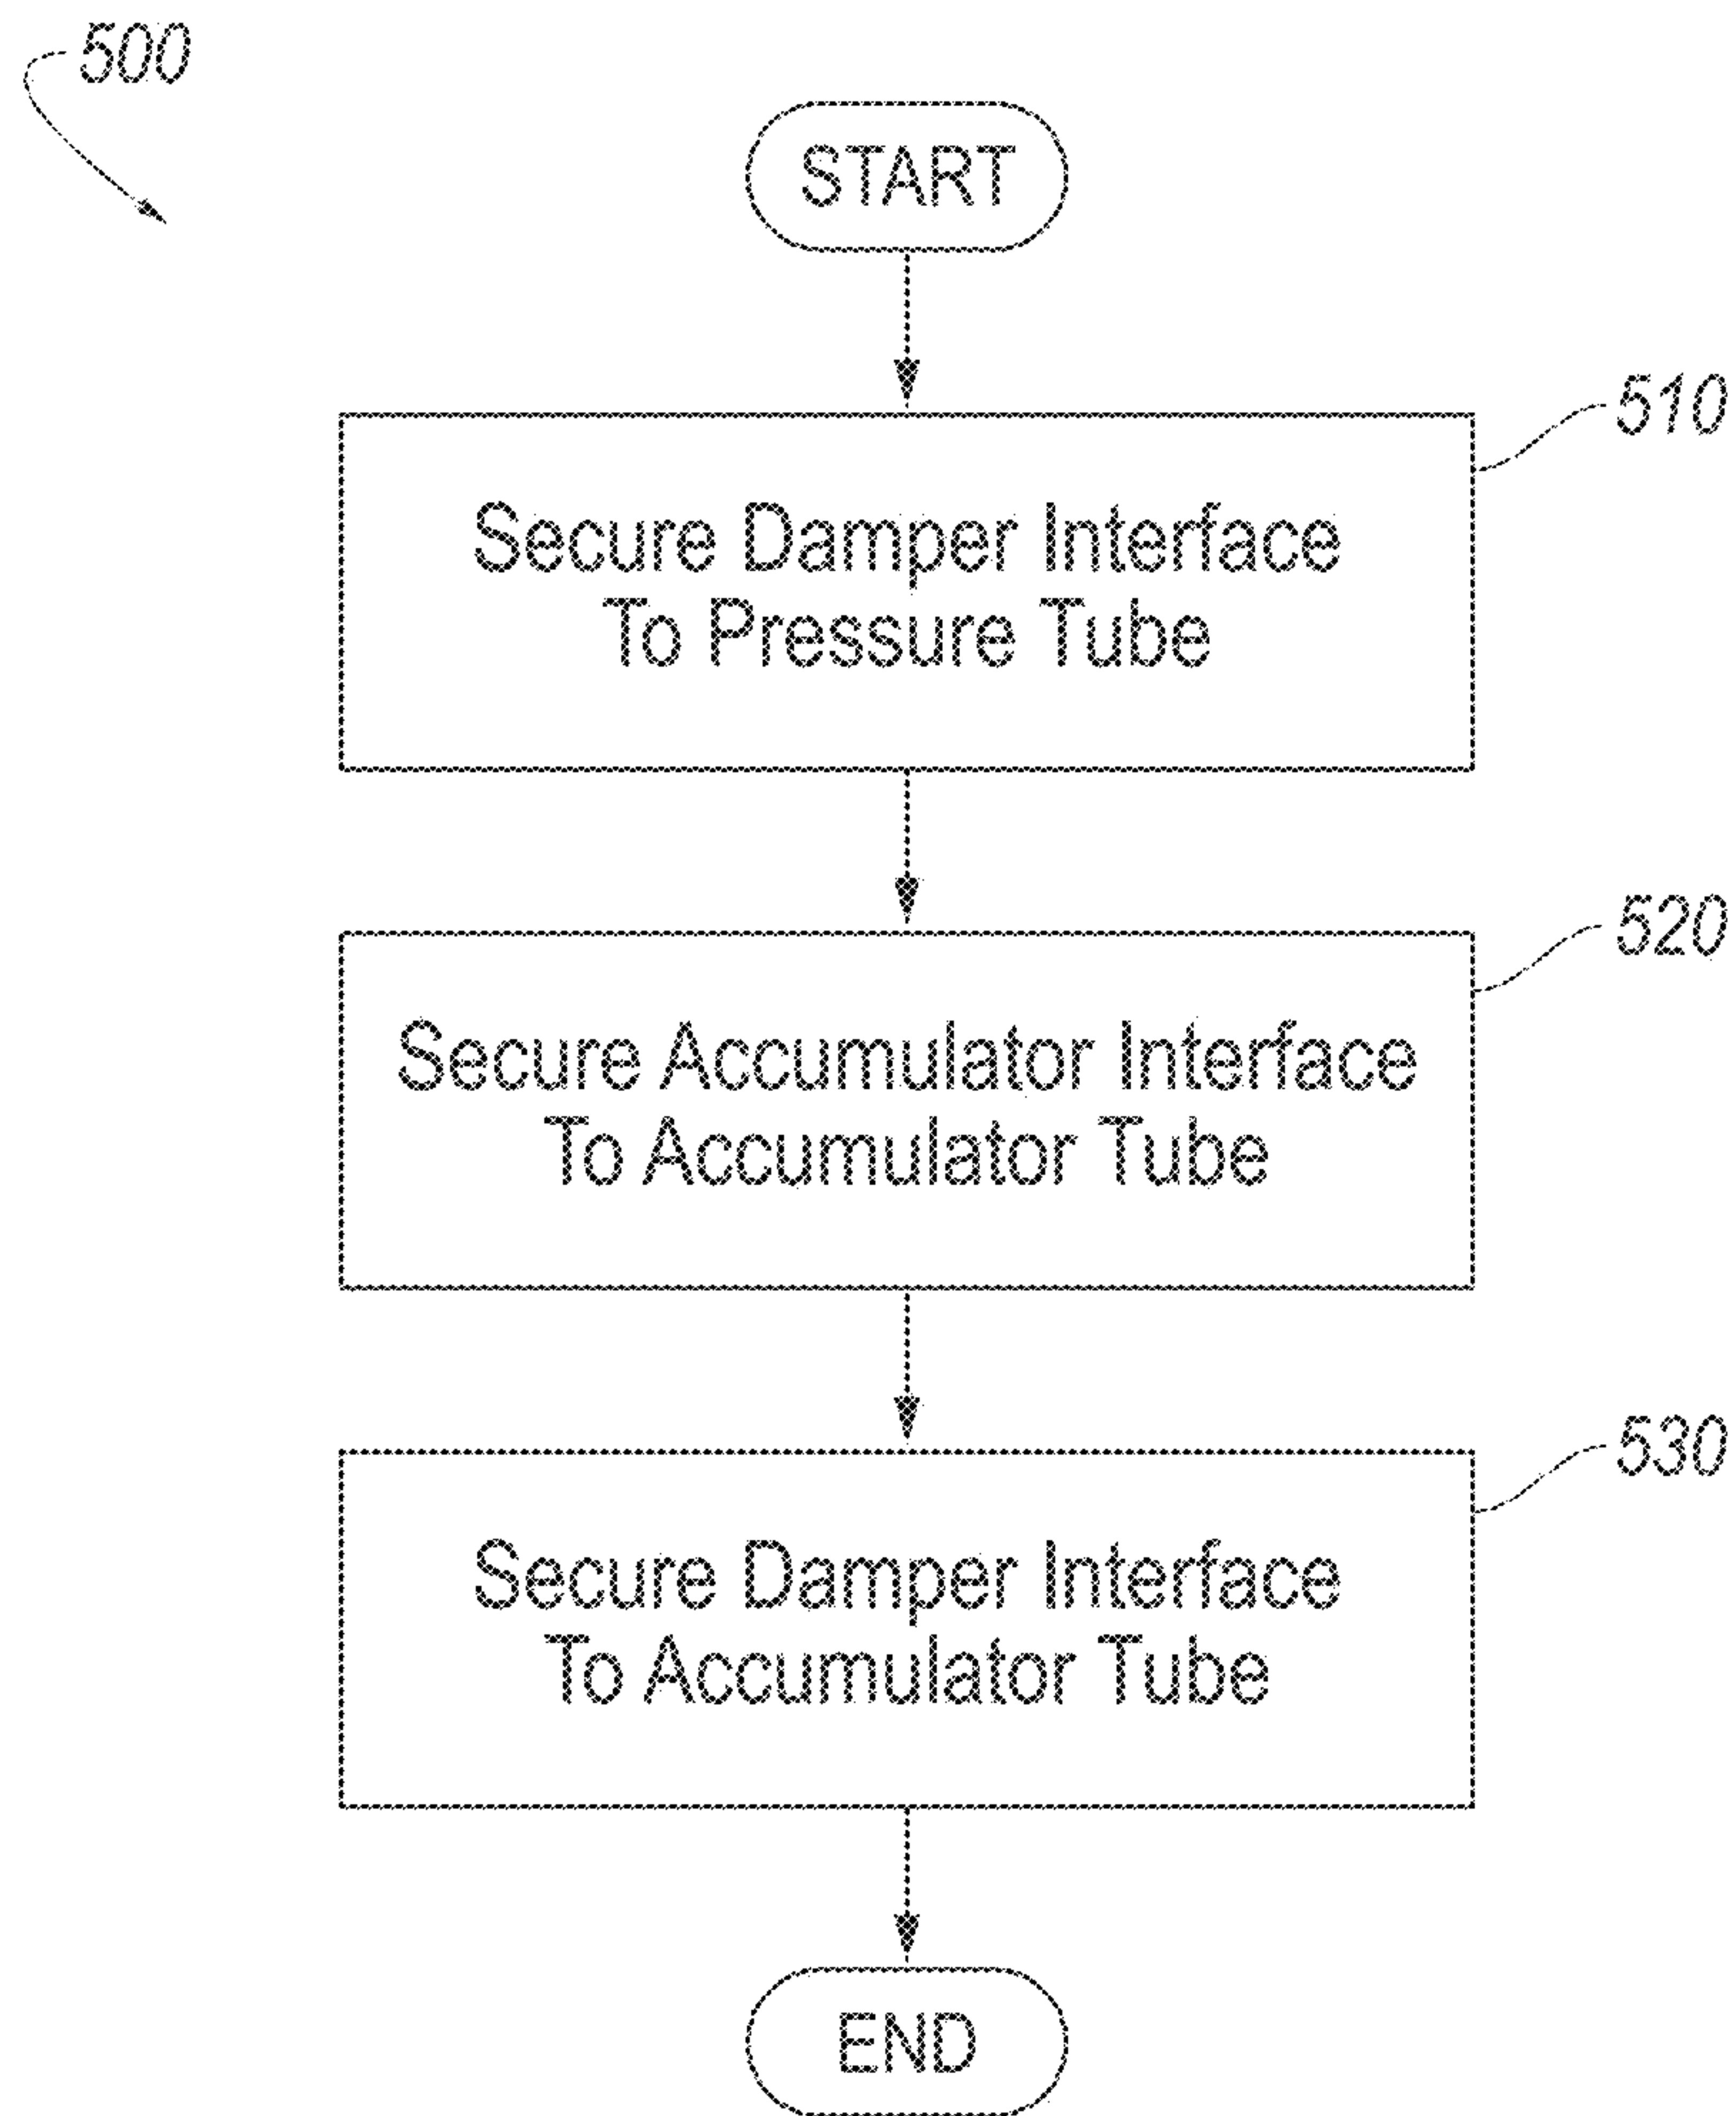 500
START
510
Secure Damper Interface
To Pressure Tube
520
Secure Accumulator Interface
To Accumulator Tube
530
Secure Damper Interface
To Accumulator Tube
END